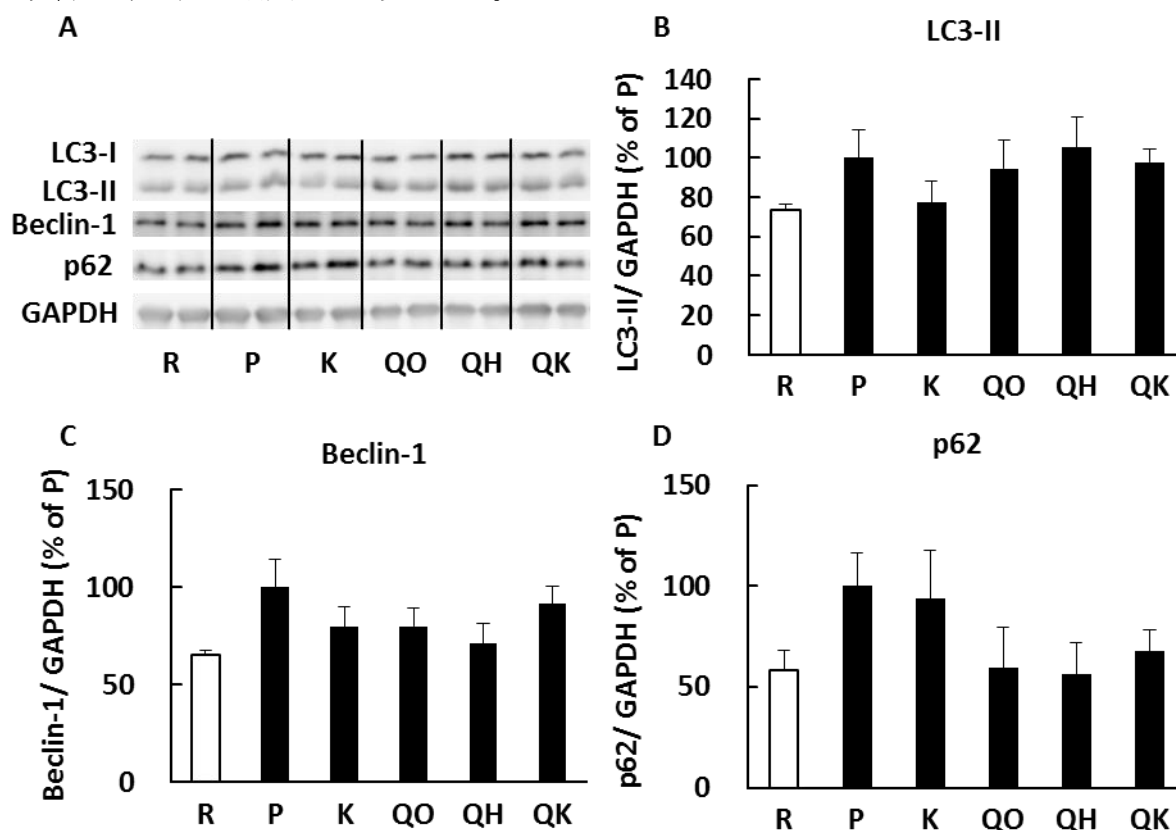 A
LC3-I
LC3-II
Beclin-1
p62
GAPDH
R P K QO QH QK
B
LC3-II
LC3-II/ GAPDH (% of P)
140
120
100
80
60
40
20
0
R P K QO QH QK
C
Beclin-1
Beclin-1/ GAPDH (% of P)
150
100
50
0
R P K QO QH QK
D
p62
p62/ GAPDH (% of P)
150
100
50
0
R P K QO QH QK